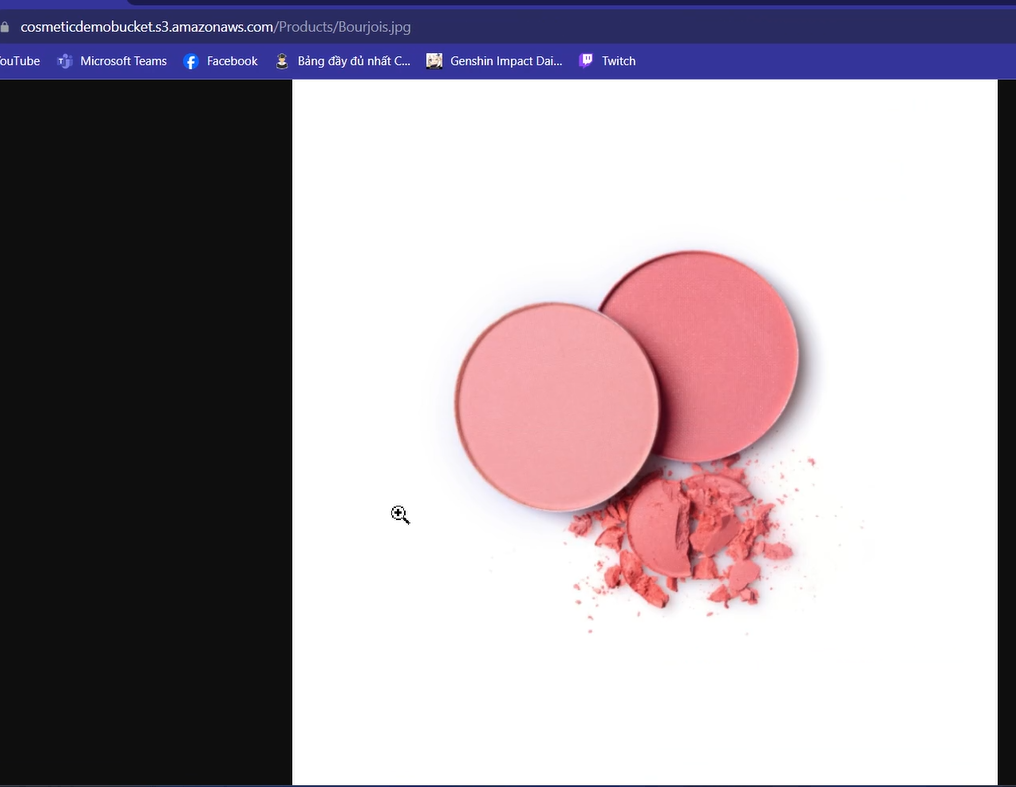 cosmeticdemobucket.s3.amazonaws.com/Products/Bourjois.jpg
ouTube Microsoft Teams Facebook Bảng đầy đủ nhất C... Genshin Impact Dai... Twitch